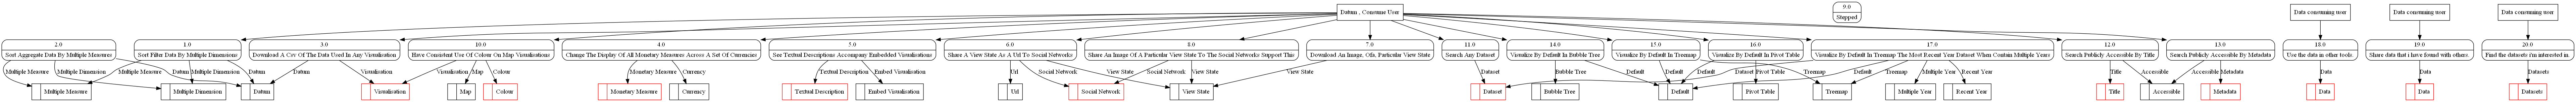 Datum , Consume User
9.0
Stepped
Data consuming user
Data consuming user
Data consuming user
2.0
Sort Aggregate Data By Multiple Measures
1.0
Sort Filter Data By Multiple Dimensions
3.0
Download A Csv Of The Data Used In Any Visualisation
10.0
Have Consistent Use Of Colour On Map Visualisations
4.0
Change The Display Of All Monetary Measures Across A Set Of Currencies
5.0
See Textual Descriptions Accompany Embedded Visualisations
6.0
Share A View State As A Url To Social Networks
8.0
Share An Image Of A Particular View State To The Social Networks Support This
7.0
Download An Image, Ofa, Particular View State
11.0
Search Any Dataset
14.0
Visualize By Default In Bubble Tree
15.0
Visualize By Default In Treemap
16.0
Visualize By Default In Pivot Table
17.0
Visualize By Default In Treemap The Most Recent Year Dataset When Contain Multiple Years
12.0
Search Publicly Accessible By Title
13.0
Search Publicly Accessible By Metadata
18.0
Use the data in other tools.
19.0
Share data that i have found with others.
20.0
Find the datasets i'm interested in.
Multiple Measure
Multiple Dimension
Datum
Multiple Measure
Multiple Dimension
Datum
Datum
Visualisation
Visualisation
Map
Colour
Monetary Measure
Currency
Textual Description
Embed Visualisation
Url
Social Network
View State
Social Network
View State
View State
Dataset
Bubble Tree
Default
Default
Treemap
Default
Pivot Table
Dataset
Default
Treemap
Multiple Year
Recent Year
Title
Accessible
Accessible
Metadata
Data
Data
Datasets
Multiple Measure
Multiple Dimension
Datum
Visualisation
Map
Colour
Monetary Measure
Currency
Textual Description
Embed Visualisation
Url
Social Network
View State
Dataset
Bubble Tree
Default
Pivot Table
Treemap
Multiple Year
Recent Year
Title
Accessible
Metadata
Data
Data
Datasets